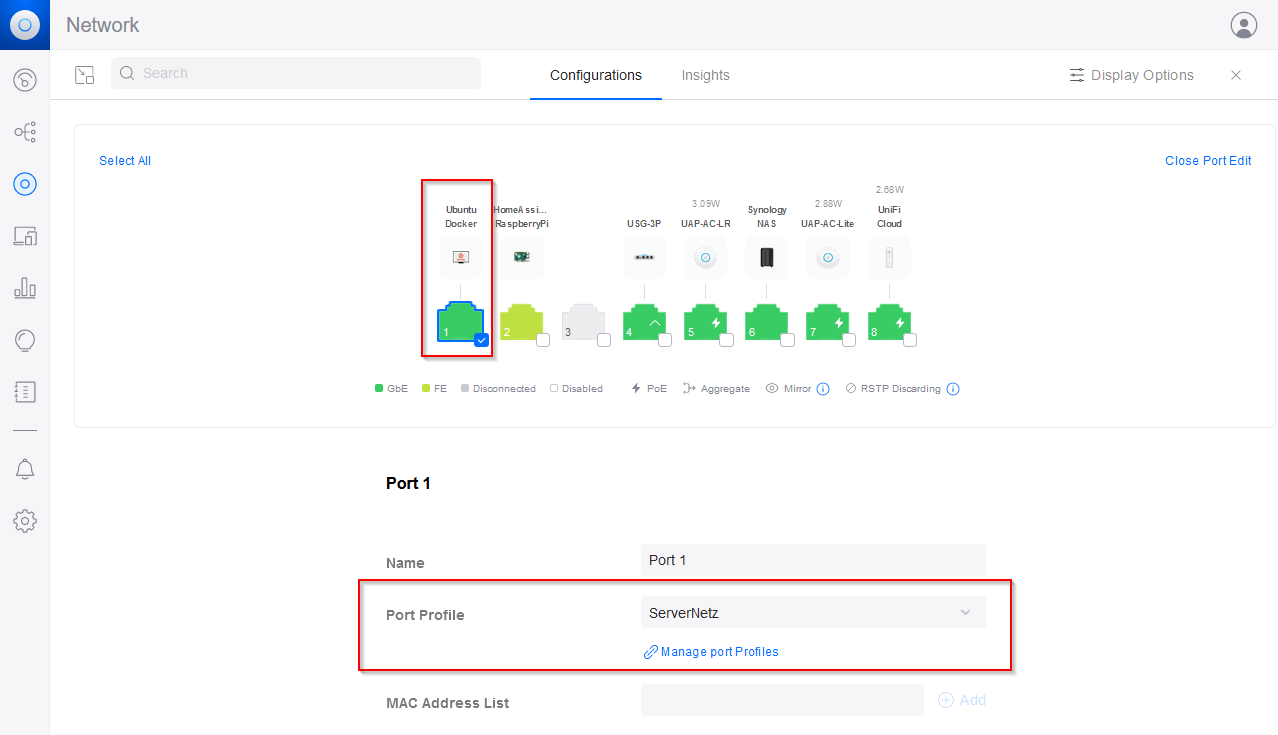 Network
Search
Configurations
Insights
Display Options
Select All
Close Port Edit
2.68W
3.09W
2.88W
Ubuntu
Docker
HomeAssi...
RaspberryPi
USG-3P
UAP-AC-LR
Synology
NAS
UAP-AC-Lite
UniFi
Cloud
1
2
3
4
5
6
7
8
GbE
FE
Disconnected
Disabled
PoE
Aggregate
Mirror
RSTP Discarding
Port 1
Name
Port 1
Port Profile
ServerNetz
Manage port Profiles
MAC Address List
Add